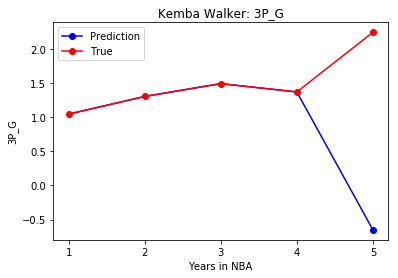 Kemba Walker: 3P_G
Prediction
True
3P_G
2.0
1.5
1.0
0.5
0.0
−0.5
1 2 3 4 5
Years in NBA